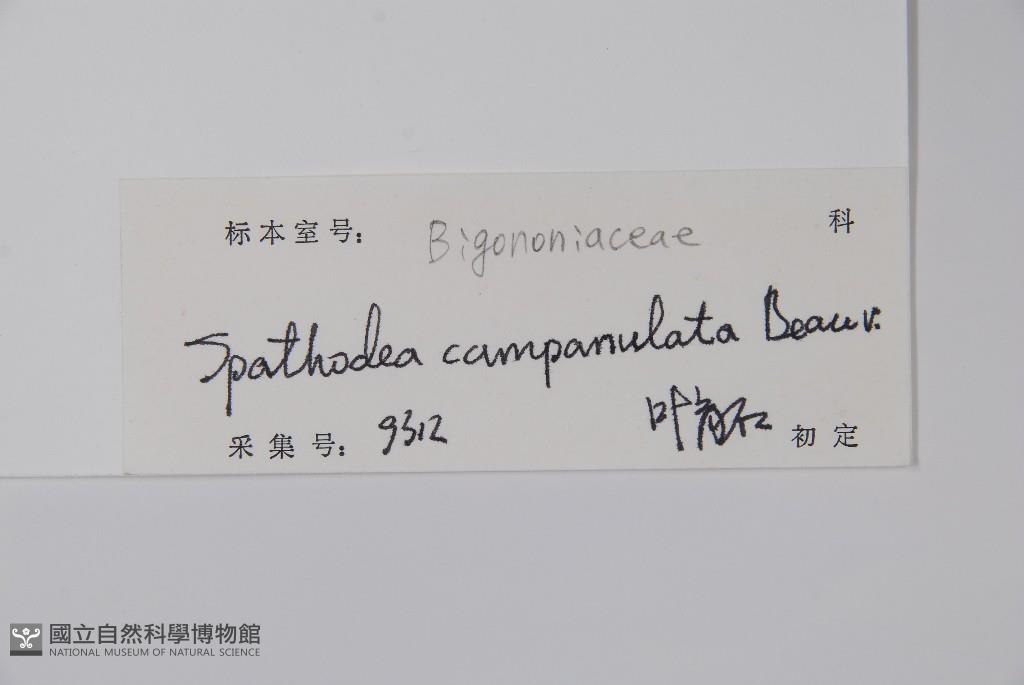 标本室号： Bigononiaceae 科
Spathodea campanulata Beauv.
采集号： 9312 叶 初定
國立自然科學博物館
NATIONAL MUSEUM OF NATURAL SCIENCE